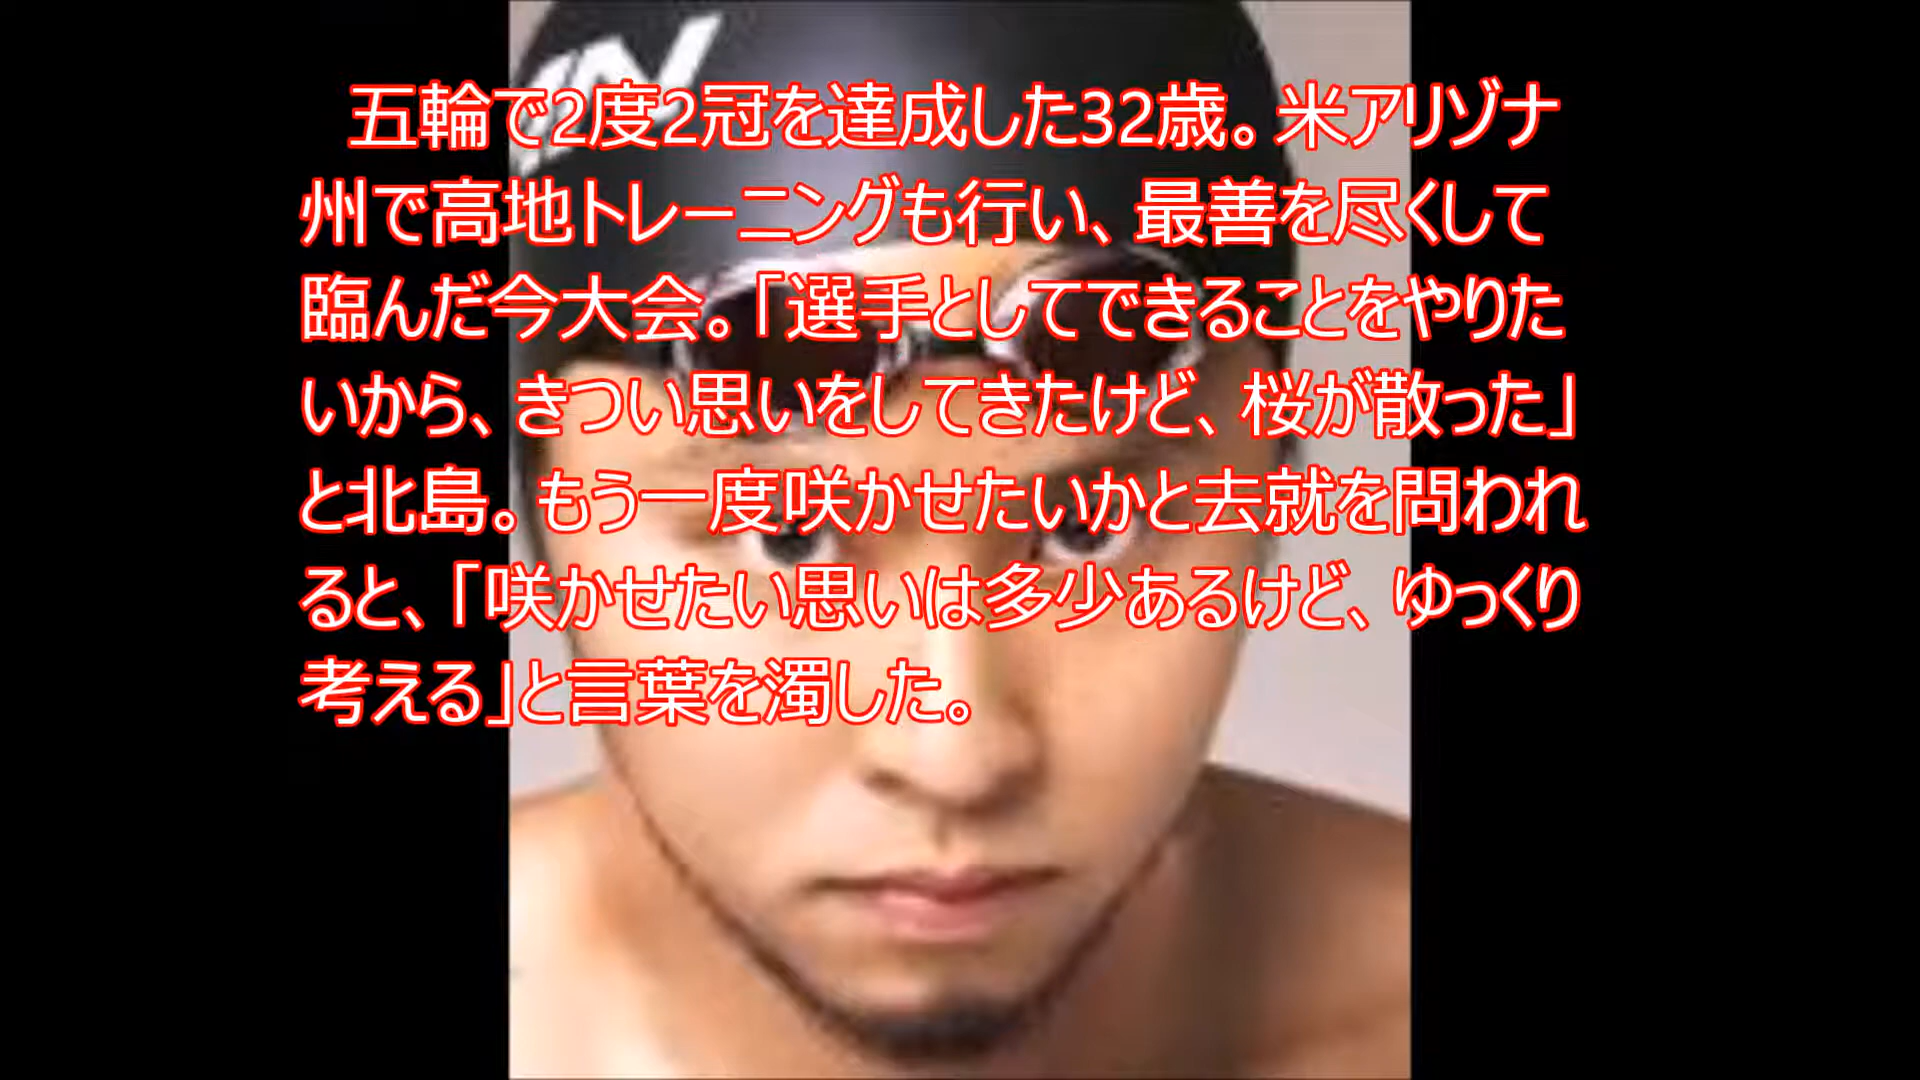 五輪で2度2冠を達成した32歳。米アリゾナ
州で高地トレーニングも行い、最善を尽くして
臨んだ今大会。「選手としてできることをやりた
いから、きつい思いをしてきたけど、桜が散った」
と北島。もう一度咲かせたいかと去就を問われ
ると、「咲かせたい思いは多少あるけど、ゆっくり
考える」と言葉を濁した。